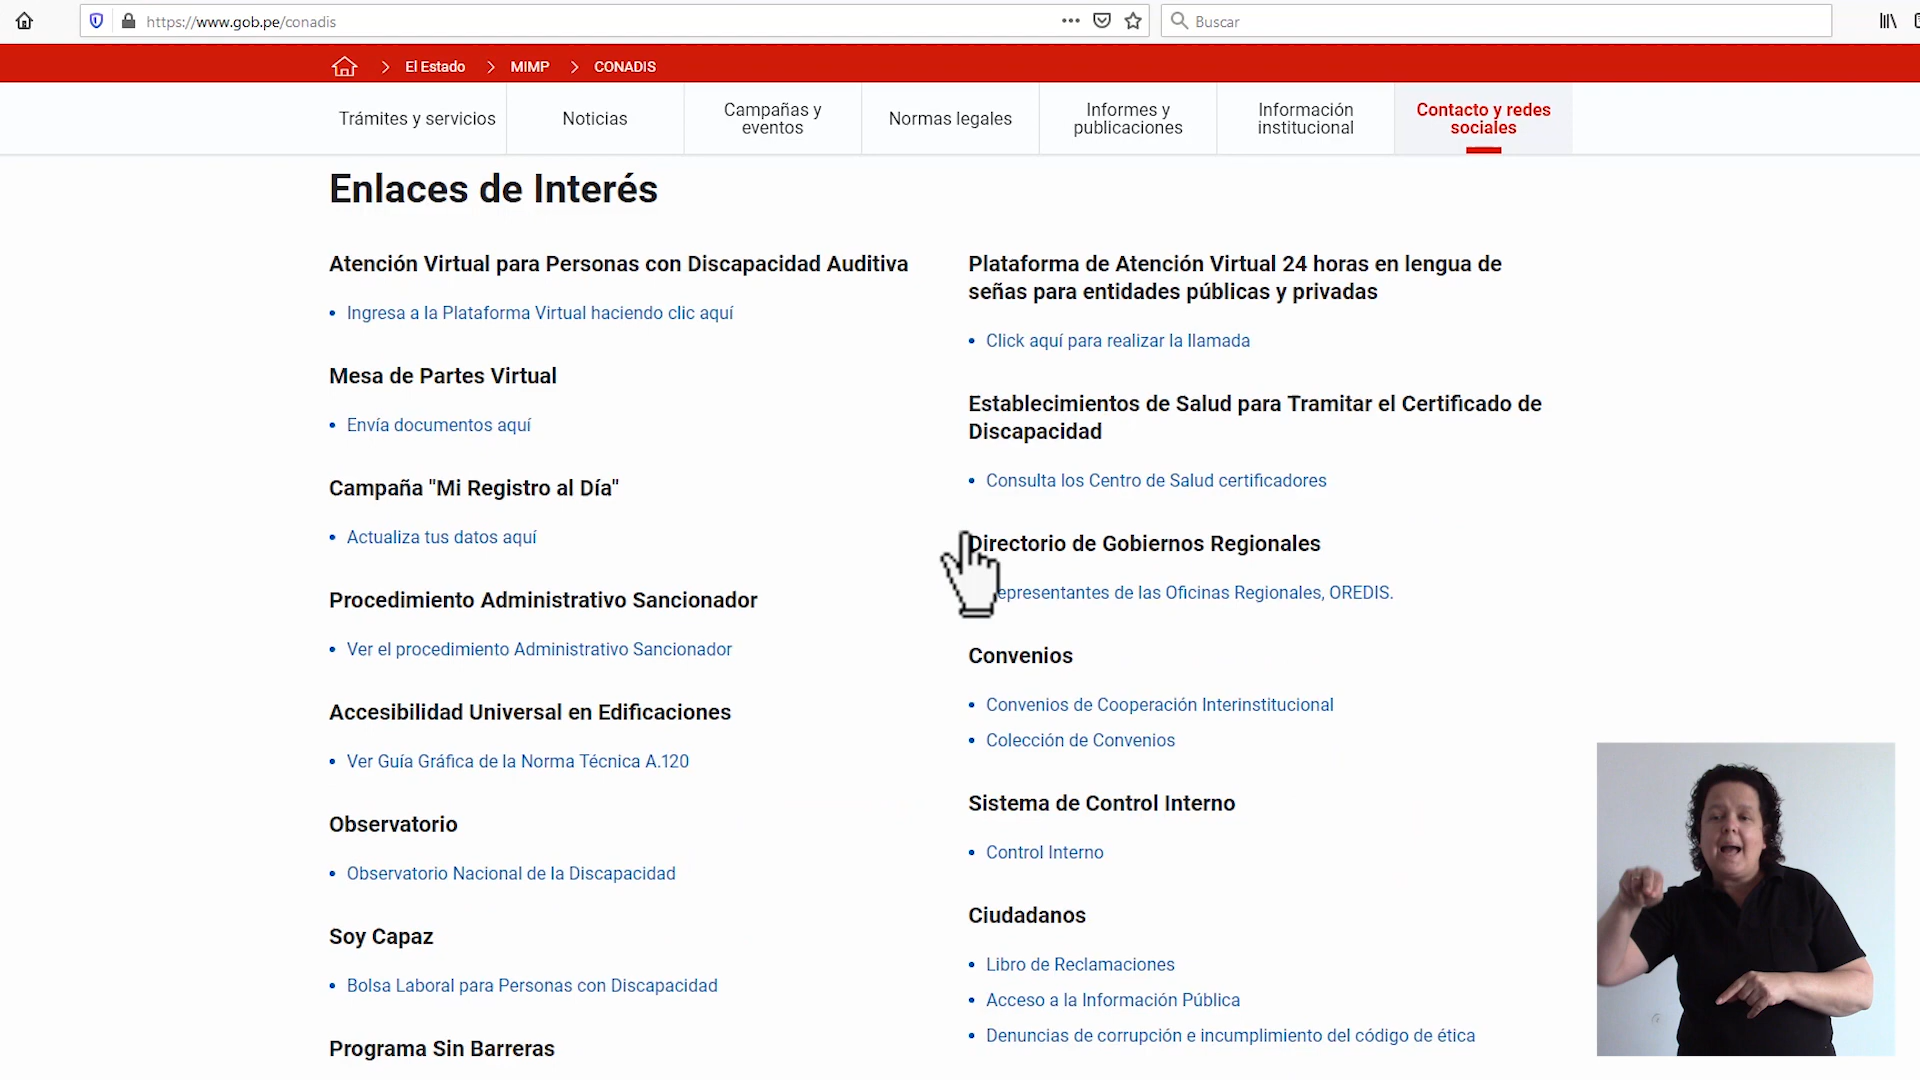 https://www.gob.pe/conadis
Buscar
El Estado
MIMP
CONADIS
Trámites y servicios
Noticias
Campañas y
eventos
Normas legales
Informes y
publicaciones
Información
institucional
Contacto y redes
sociales
Enlaces de Interés
Atención Virtual para Personas con Discapacidad Auditiva
Ingresa a la Plataforma Virtual haciendo clic aquí
Mesa de Partes Virtual
Envía documentos aquí
Campaña "Mi Registro al Día"
Actualiza tus datos aquí
Procedimiento Administrativo Sancionador
Ver el procedimiento Administrativo Sancionador
Accesibilidad Universal en Edificaciones
Ver Guía Gráfica de la Norma Técnica A.120
Observatorio
Observatorio Nacional de la Discapacidad
Soy Capaz
Bolsa Laboral para Personas con Discapacidad
Programa Sin Barreras
Plataforma de Atención Virtual 24 horas en lengua de
señas para entidades públicas y privadas
Click aquí para realizar la llamada
Establecimientos de Salud para Tramitar el Certificado de
Discapacidad
Consulta los Centro de Salud certificadores
Directorio de Gobiernos Regionales
epresentantes de las Oficinas Regionales, OREDIS.
Convenios
Convenios de Cooperación Interinstitucional
Colección de Convenios
Sistema de Control Interno
Control Interno
Ciudadanos
Libro de Reclamaciones
Acceso a la Información Pública
Denuncias de corrupción e incumplimiento del código de ética